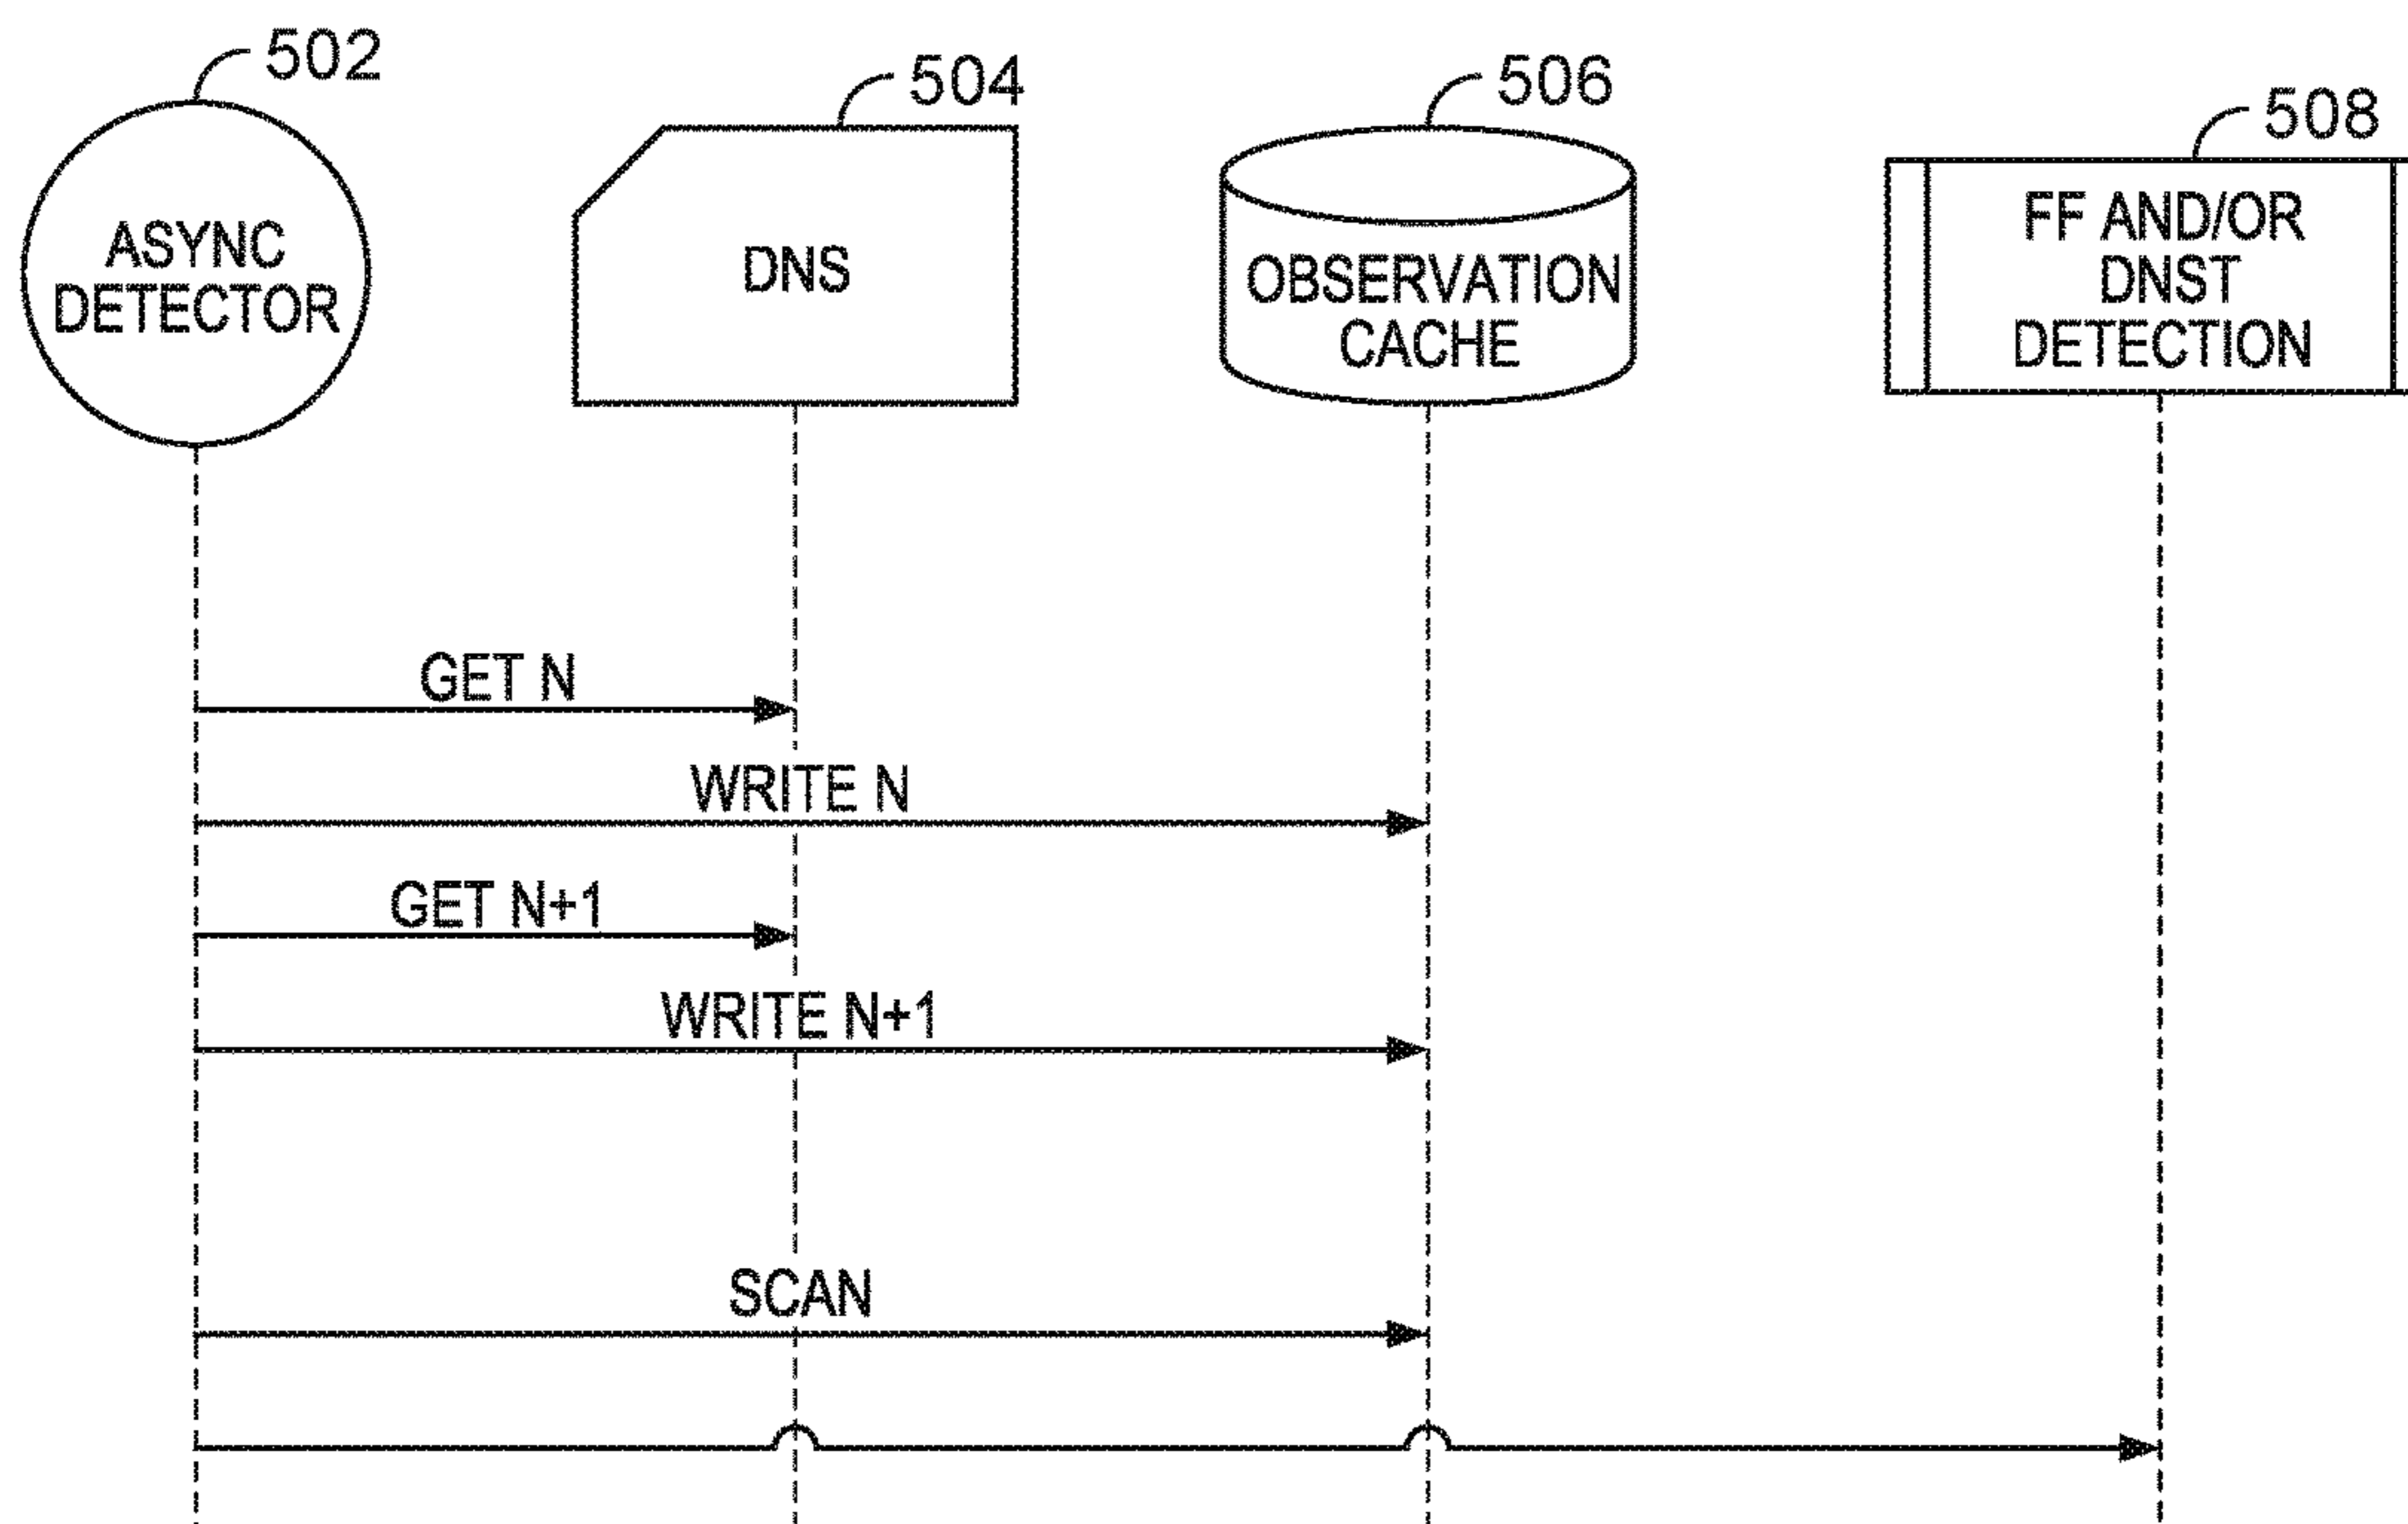 502
504
506
508
ASYNC
DETECTOR
DNS
OBSERVATION
CACHE
FF AND/OR
DNST
DETECTION
GET N
WRITE N
GET N+1
WRITE N+1
SCAN